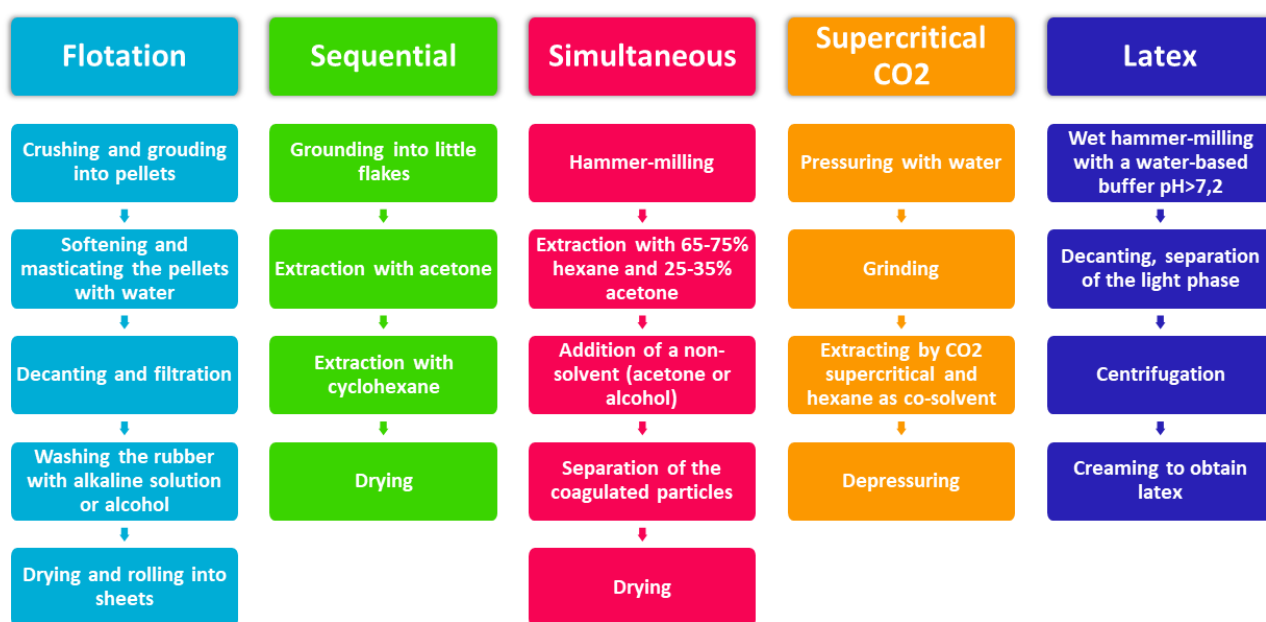 Flotation
Crushing and grouding
into pellets
Softening and
masticating the pellets
with water
Decanting and filtration
Washing the rubber
with alkaline solution
or alcohol
Drying and rolling into
sheets
Sequential
Grounding into little
flakes
Extraction with acetone
Extraction with
cyclohexane
Drying
Simultaneous
Hammer-milling
Extraction with 65-75%
hexane and 25-35%
acetone
Addition of a non-
solvent (acetone or
alcohol)
Separation of the
coagulated particles
Drying
Supercritical
CO2
Pressuring with water
Grinding
Extracting by CO2
supercritical and
hexane as co-solvent
Depressuring
Latex
Wet hammer-milling
with a water-based
buffer pH>7,2
Decanting, separation
of the light phase
Centrifugation
Creaming to obtain
latex